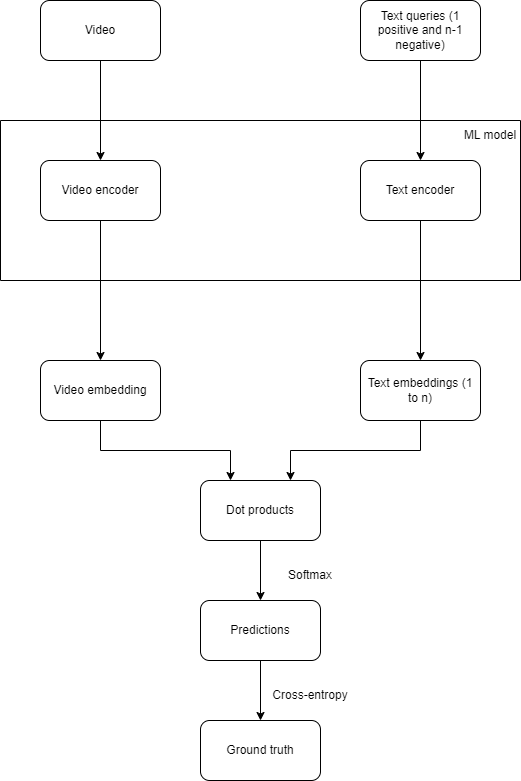 Video
Text queries (1
positive and n-1
negative)
ML model
Video encoder
Text encoder
Video embedding
Text embeddings (1
to n)
Dot products
Softmax
Predictions
Cross-entropy
Ground truth